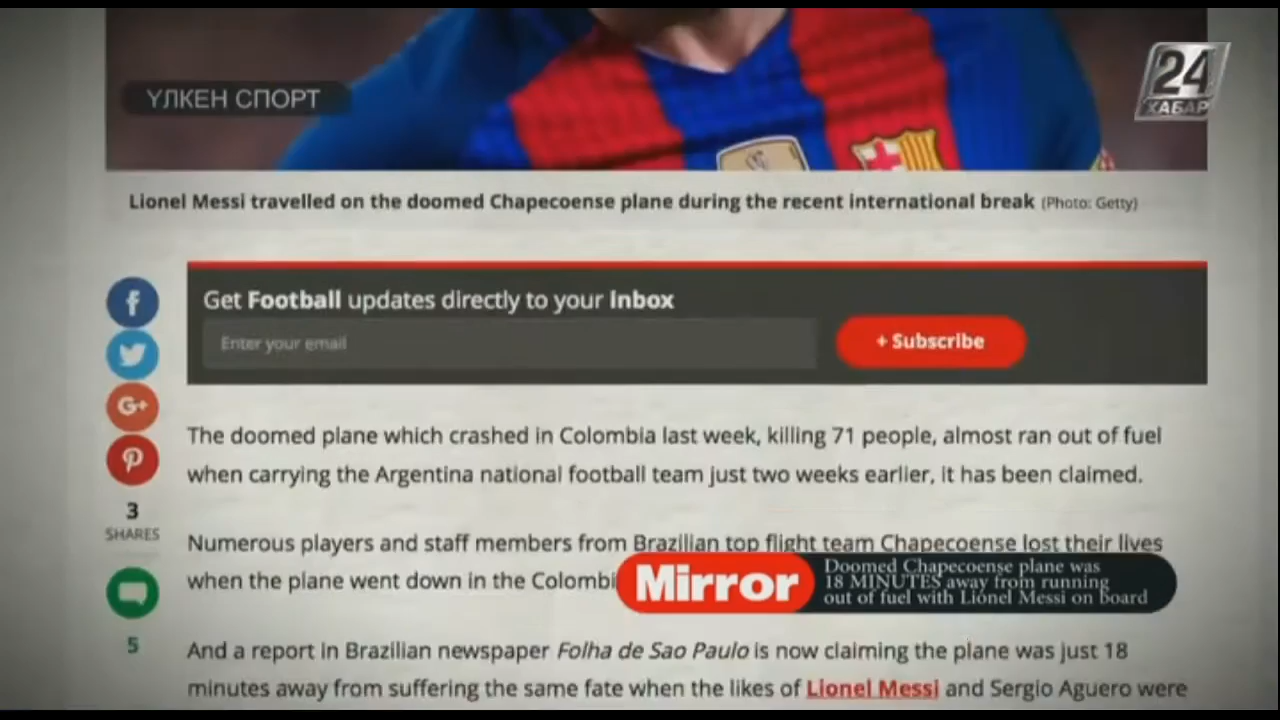 ҮЛКЕН СПОРТ
24
ХАБАР
Lionel Messi travelled on the doomed Chapecoense plane during the recent international break (Photo: Getty)
Get Football updates directly to your Inbox
Enter your email
+ Subscribe
f
G+
3
SHARES
5
The doomed plane which crashed in Colombia last week, killing 71 people, almost ran out of fuel
when carrying the Argentina national football team just two weeks earlier, it has been claimed.
Numerous players and staff members from Brazilian top flight team Chapecoense lost their lives
when the plane went down in the Colombi
Mirror
Doomed Chapecoense plane was
18 MINUTES away from running
out of fuel with Lionel Messi on board
And a report in Brazilian newspaper Folha de Sao Paulo is now claiming the plane was just 18
minutes away from suffering the same fate when the likes of Lionel Messi and Sergio Aguero were